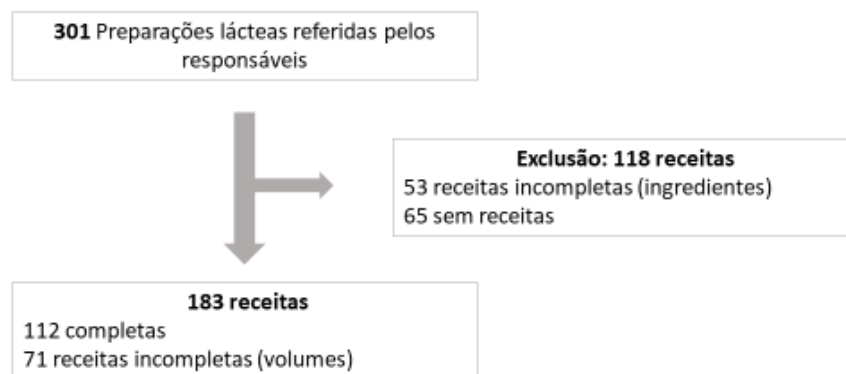 301 Preparações lácteas referidas pelos
responsáveis
Exclusão: 118 receitas
53 receitas incompletas (ingredientes)
65 sem receitas
183 receitas
112 completas
71 receitas incompletas (volumes)